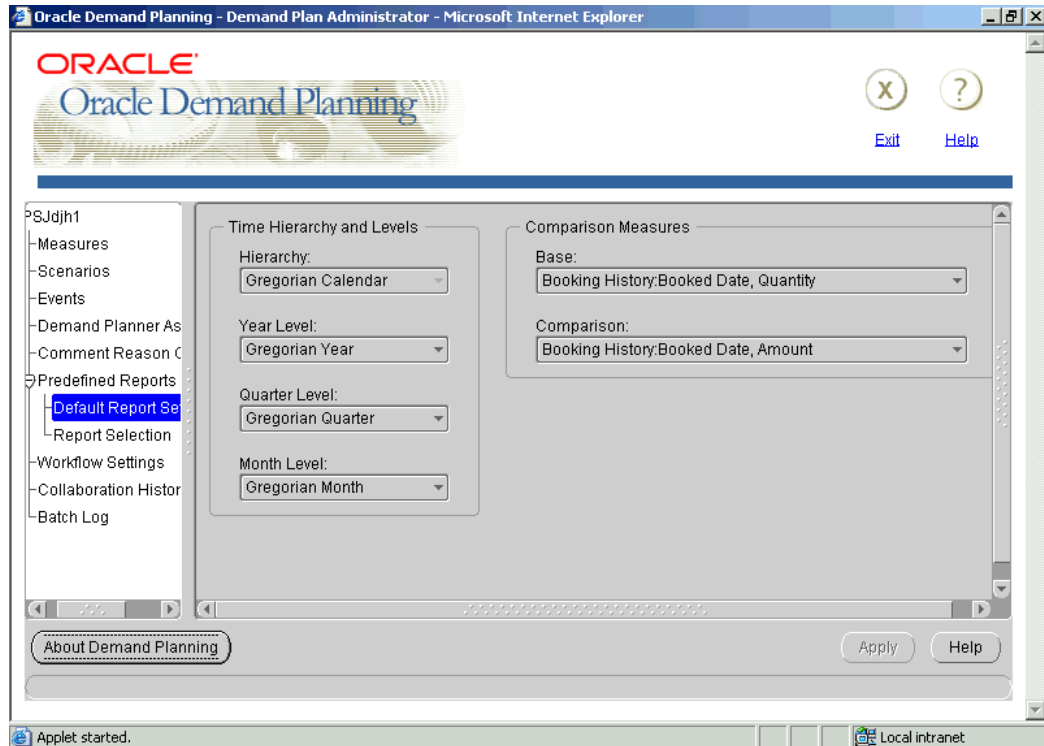 Oracle Demand Planning - Demand Plan Administrator - Microsoft Internet Explorer
ORACLE
Oracle Demand Planning
X
?
Exit
Help
PSJdjh1
Measures
Scenarios
Events
Demand Planner As
Comment Reason C
Predefined Reports
Default Report Se
Report Selection
Workflow Settings
Collaboration Histor
Batch Log
Time Hierarchy and Levels
Hierarchy:
Gregorian Calendar
Year Level:
Gregorian Year
Quarter Level:
Gregorian Quarter
Month Level:
Gregorian Month
Comparison Measures
Base:
Booking History:Booked Date, Quantity
Comparison:
Booking History:Booked Date, Amount
About Demand Planning
Apply
Help
Applet started.
Local intranet